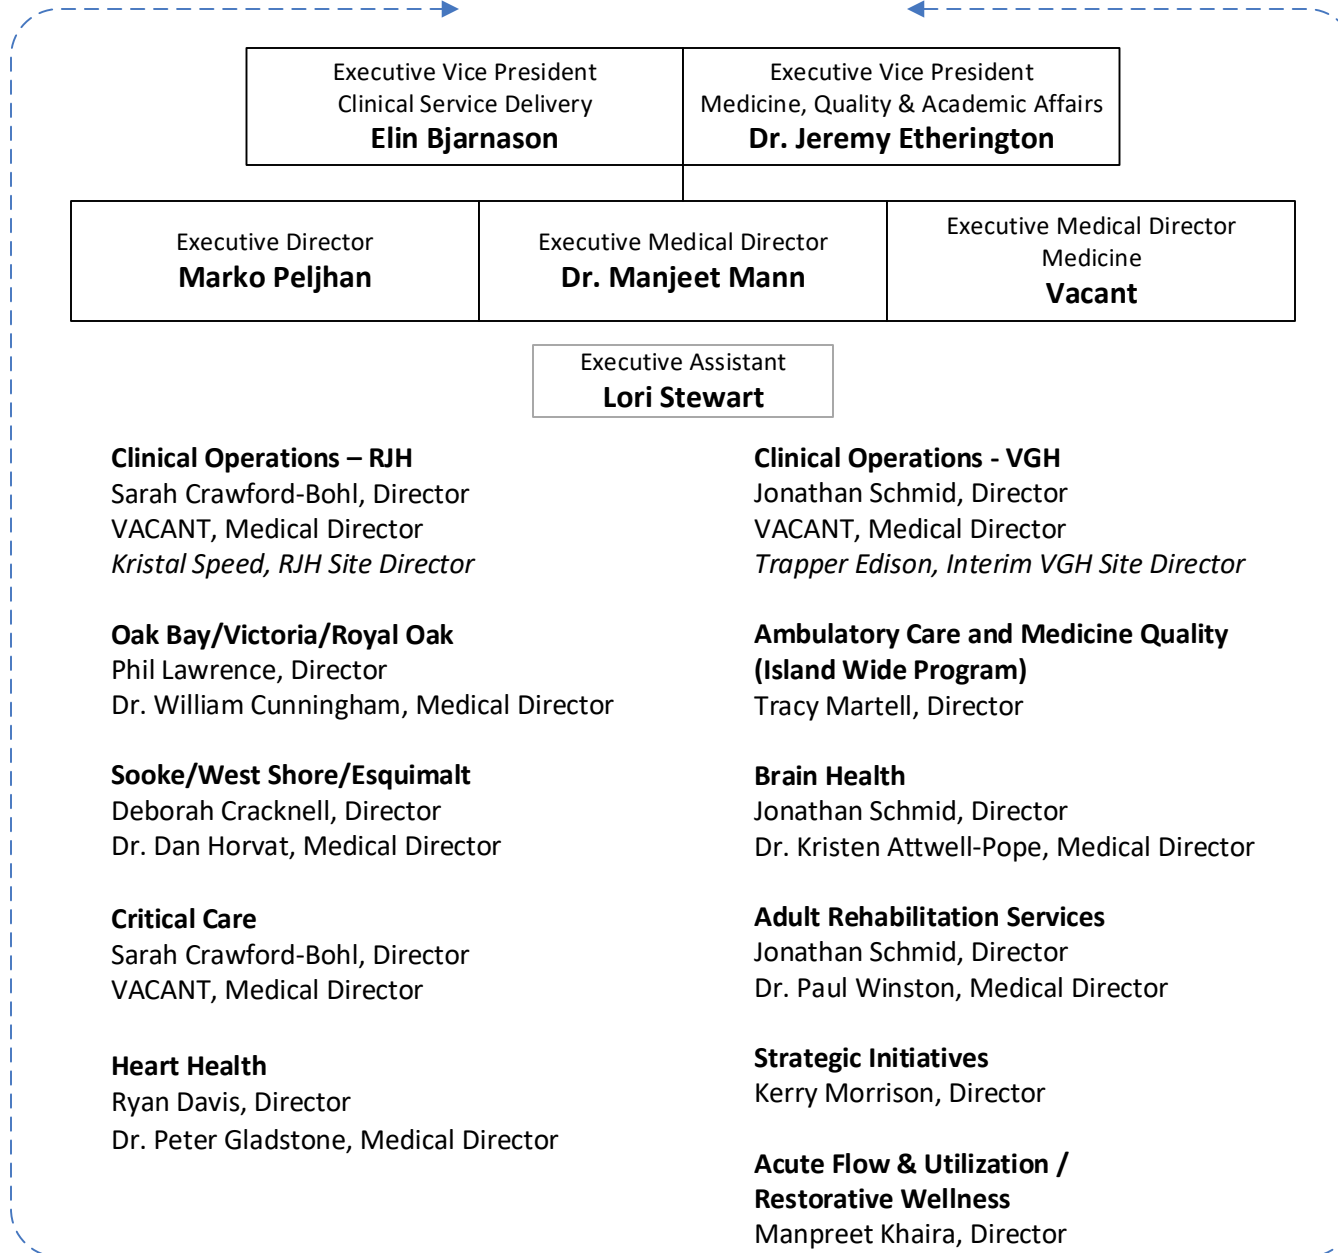 Executive Vice President
Clinical Service Delivery
Elin Bjarnason
Executive Vice President
Medicine, Quality & Academic Affairs
Dr. Jeremy Etherington
Executive Director
Marko Peljhan
Executive Medical Director
Dr. Manjeet Mann
Executive Medical Director
Medicine
Vacant
Executive Assistant
Lori Stewart
Clinical Operations – RJH
Sarah Crawford-Bohl, Director
VACANT, Medical Director
Kristal Speed, RJH Site Director
Oak Bay/Victoria/Royal Oak
Phil Lawrence, Director
Dr. William Cunningham, Medical Director
Sooke/West Shore/Esquimalt
Deborah Cracknell, Director
Dr. Dan Horvat, Medical Director
Critical Care
Sarah Crawford-Bohl, Director
VACANT, Medical Director
Heart Health
Ryan Davis, Director
Dr. Peter Gladstone, Medical Director
Clinical Operations - VGH
Jonathan Schmid, Director
VACANT, Medical Director
Trapper Edison, Interim VGH Site Director
Ambulatory Care and Medicine Quality
(Island Wide Program)
Tracy Martell, Director
Brain Health
Jonathan Schmid, Director
Dr. Kristen Attwell-Pope, Medical Director
Adult Rehabilitation Services
Jonathan Schmid, Director
Dr. Paul Winston, Medical Director
Strategic Initiatives
Kerry Morrison, Director
Acute Flow & Utilization /
Restorative Wellness
Manpreet Khaira, Director